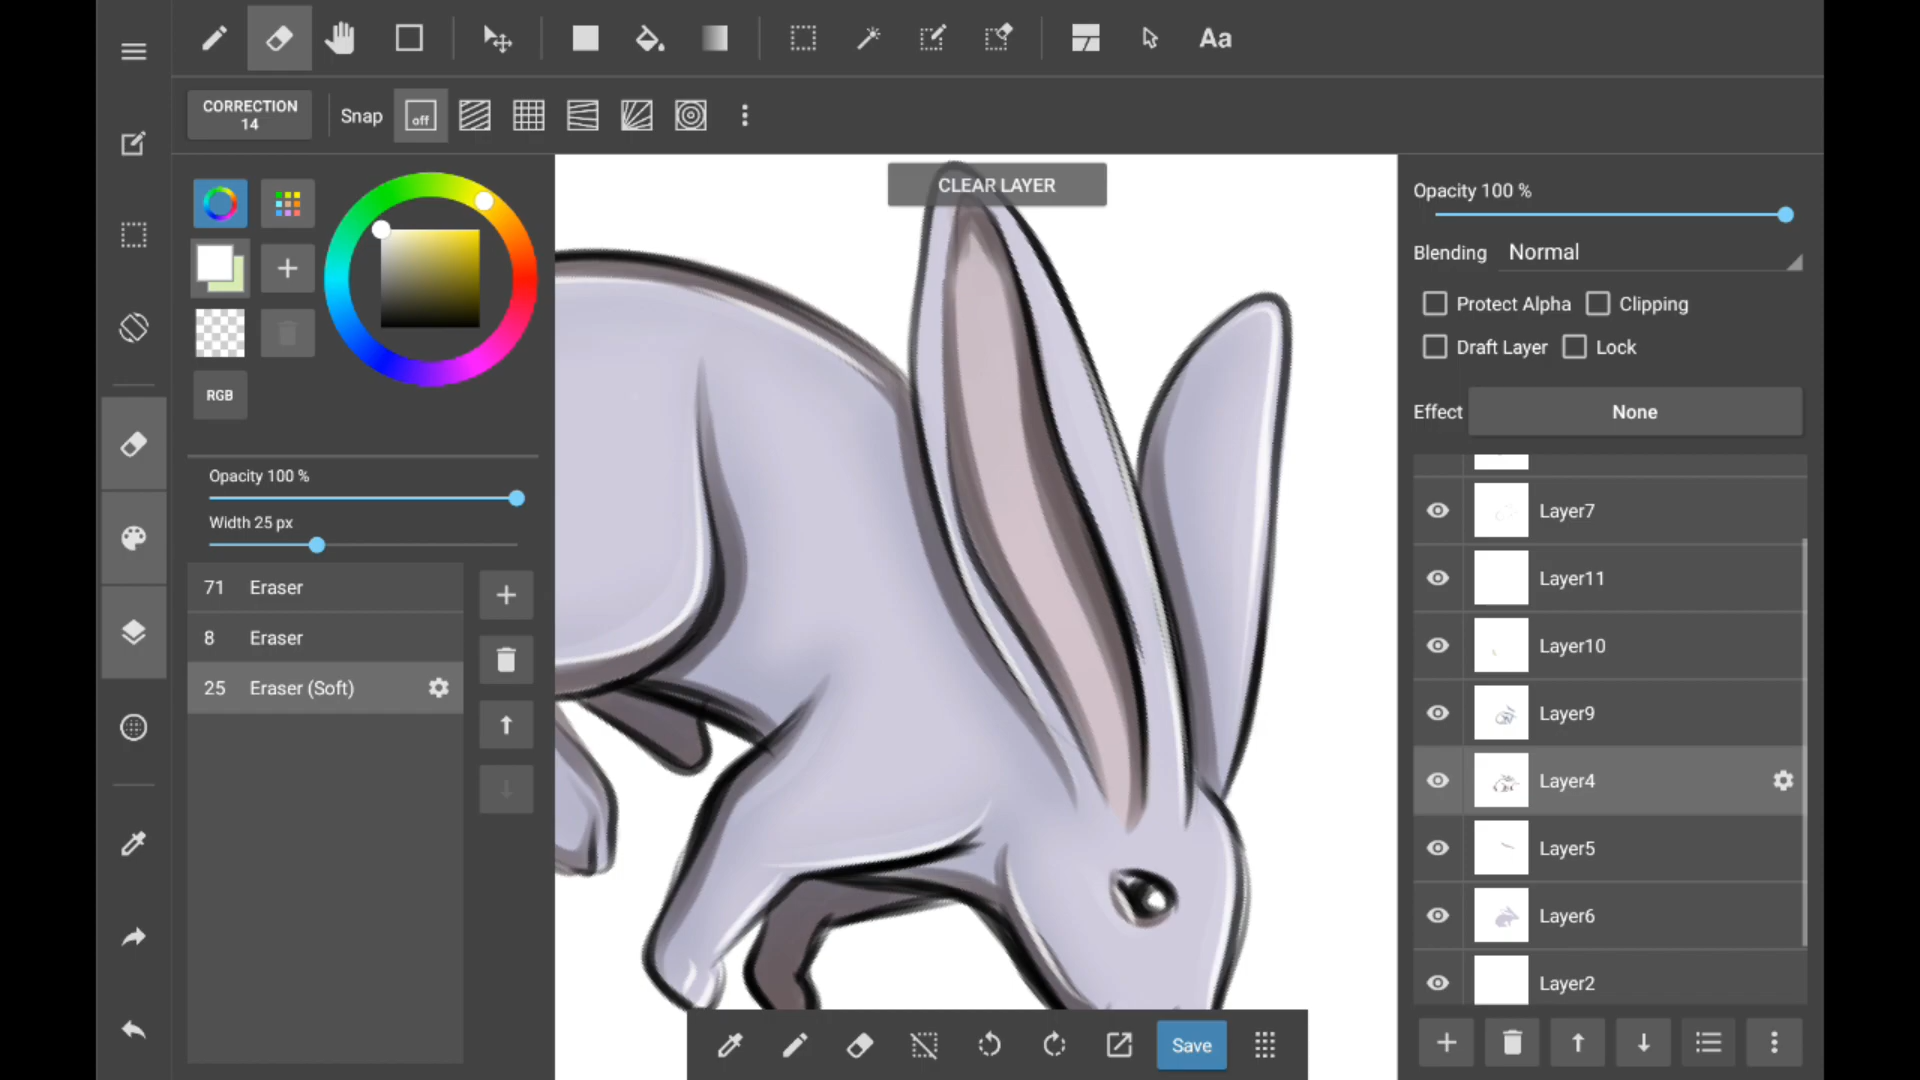 Aa
CORRECTION
14
Snap
off
CLEAR LAYER
RGB
Opacity 100 %
Width 25 px
71 Eraser
8 Eraser
25 Eraser (Soft)
Opacity 100 %
Blending Normal
Protect Alpha Clipping
Draft Layer Lock
Effect None
Layer7
Layer11
Layer10
Layer9
Layer4
Layer5
Layer6
Layer2
Save